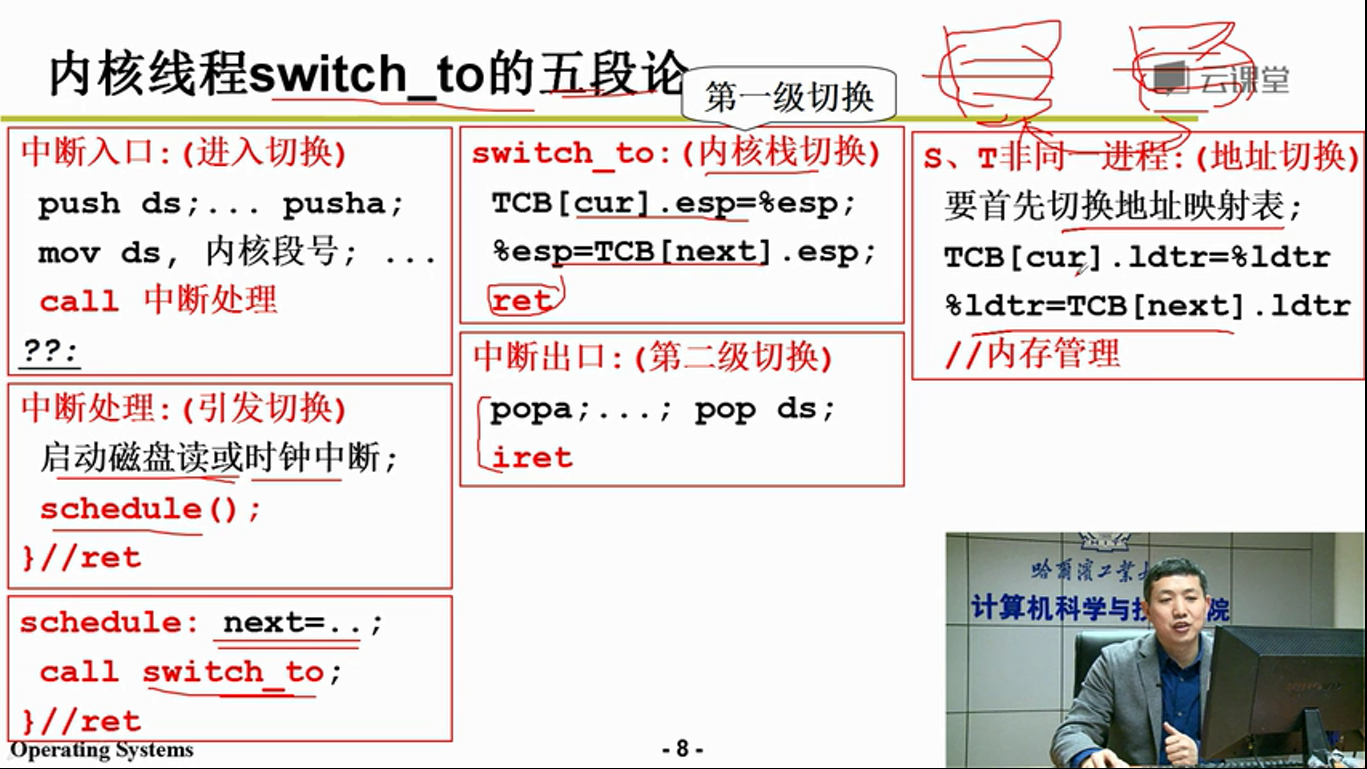 内核线程switch_to的五段论
第一级切换
云课堂
中断入口:(进入切换)
push ds;... pusha;
mov ds, 内核段号; ...
call 中断处理
??:
中断处理:(引发切换)
启动磁盘读或时钟中断;
schedule();
}//ret
schedule: next=..;
call switch_to;
}//ret
switch_to:(内核栈切换)
TCB[cur].esp=%esp;
%esp=TCB[next].esp;
ret
中断出口:(第二级切换)
popa;...; pop ds;
iret
S、T非同一进程:(地址切换)
要首先切换地址映射表;
TCB[cur].ldtr=%ldtr
%ldtr=TCB[next].ldtr
//内存管理
哈尔滨工业大
计算机科学与技 院
Operating Systems
- 8 -